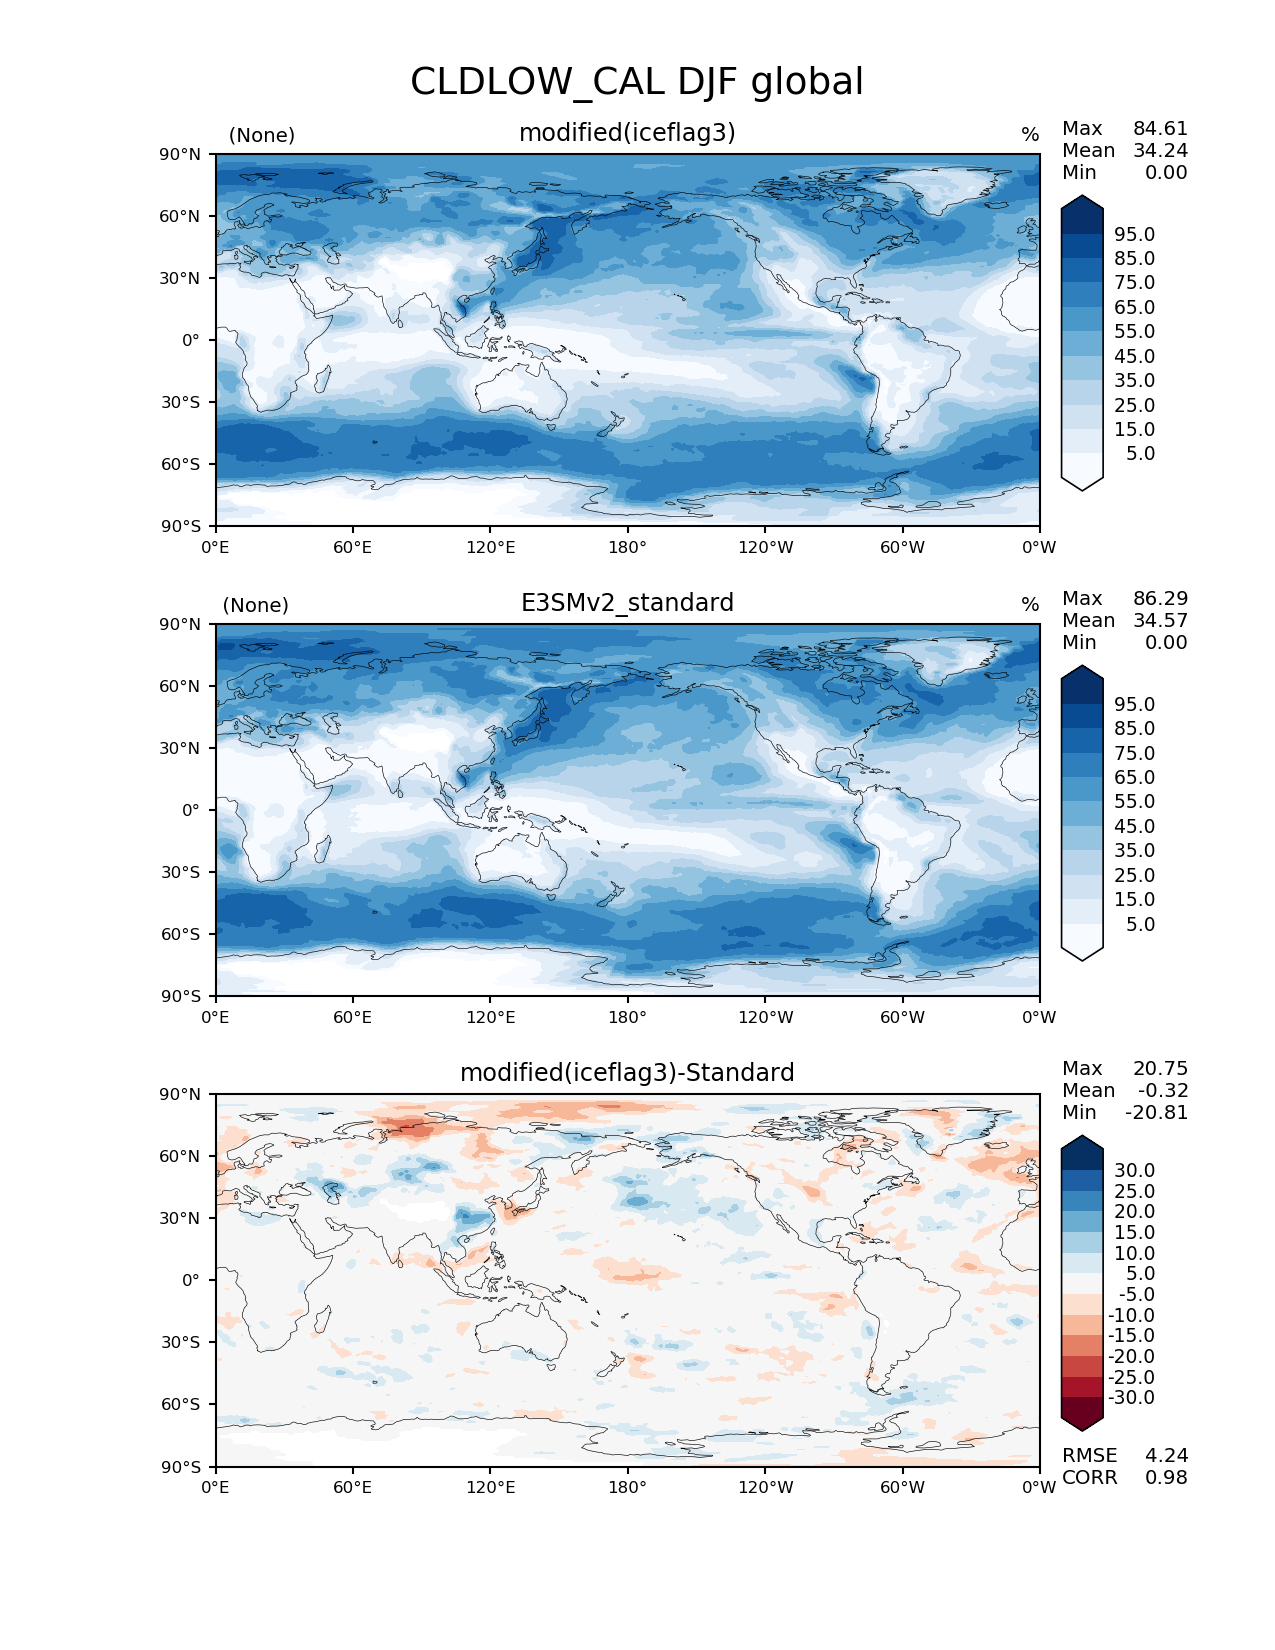 CLDLOW_CAL DJF global
(None) modified(iceflag3) %
Max 84.61
Mean 34.24
Min 0.00
90°N
60°N
30°N
0°
30°S
60°S
90°S
0°E 60°E 120°E 180° 120°W 60°W 0°W
95.0
85.0
75.0
65.0
55.0
45.0
35.0
25.0
15.0
5.0
(None) E3SMv2_standard %
Max 86.29
Mean 34.57
Min 0.00
90°N
60°N
30°N
0°
30°S
60°S
90°S
0°E 60°E 120°E 180° 120°W 60°W 0°W
95.0
85.0
75.0
65.0
55.0
45.0
35.0
25.0
15.0
5.0
modified(iceflag3)-Standard
Max 20.75
Mean -0.32
Min -20.81
90°N
60°N
30°N
0°
30°S
60°S
90°S
0°E 60°E 120°E 180° 120°W 60°W 0°W
30.0
25.0
20.0
15.0
10.0
5.0
-5.0
-10.0
-15.0
-20.0
-25.0
-30.0
RMSE 4.24
CORR 0.98